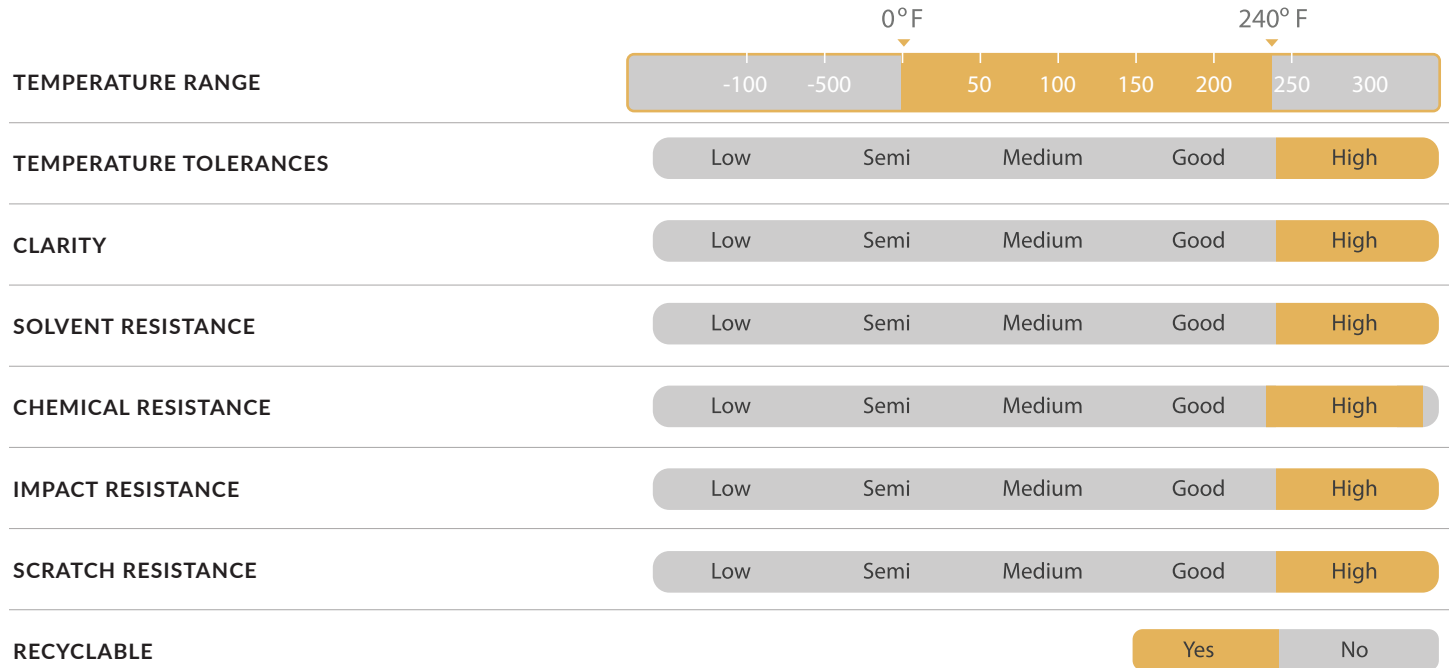 0° F 240° F
TEMPERATURE RANGE -100 -500 50 100 150 200 250 300
TEMPERATURE TOLERANCES Low Semi Medium Good High
CLARITY Low Semi Medium Good High
SOLVENT RESISTANCE Low Semi Medium Good High
CHEMICAL RESISTANCE Low Semi Medium Good High
IMPACT RESISTANCE Low Semi Medium Good High
SCRATCH RESISTANCE Low Semi Medium Good High
RECYCLABLE Yes No